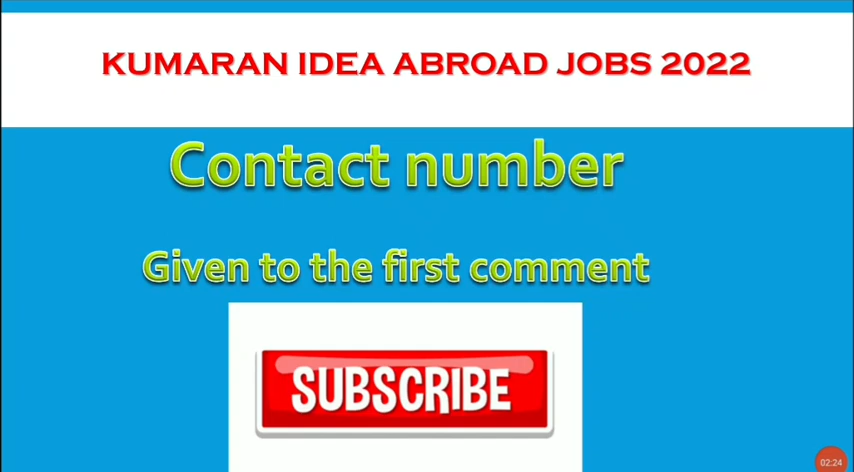 KUMARAN IDEA ABROAD JOBS 2022
Contact number
Given to the first comment
SUBSCRIBE
02:24